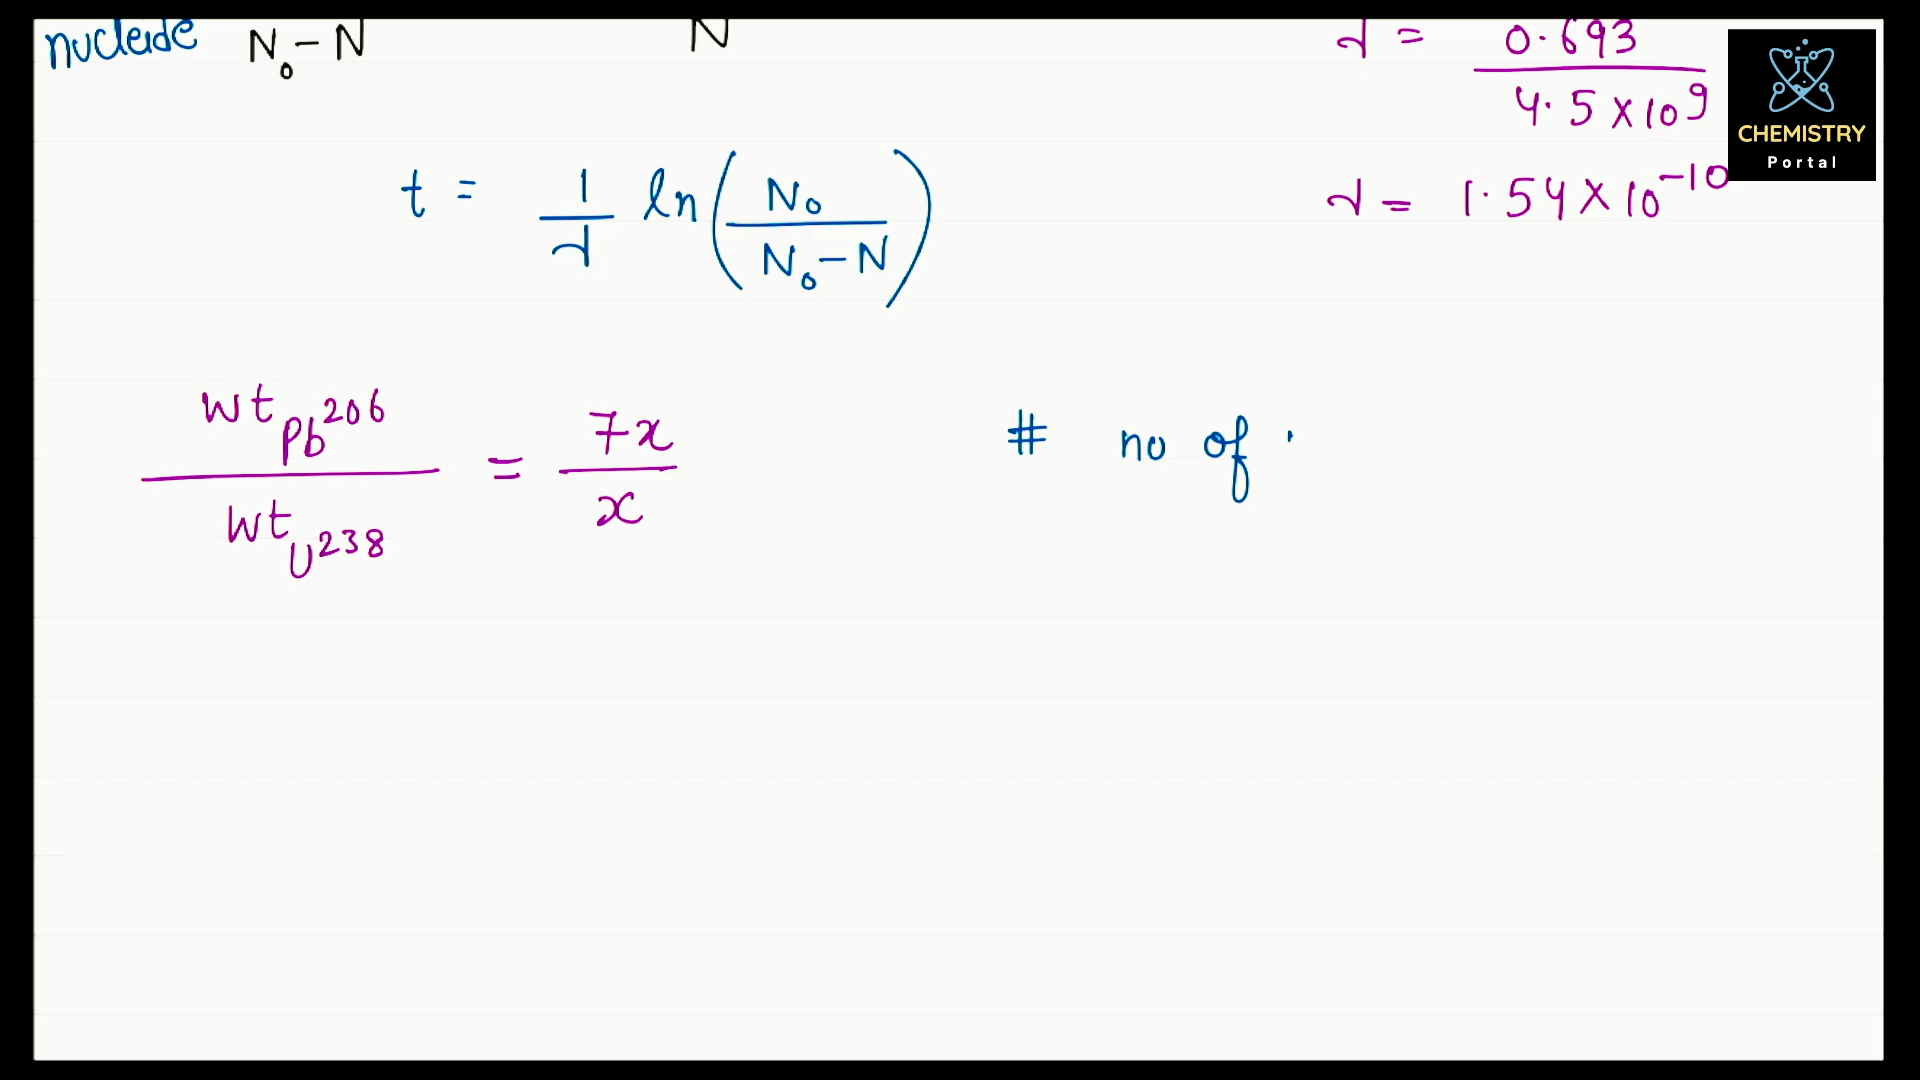 nucleide N₀ - N N
λ = 0.693 / 4.5 × 10⁹
CHEMISTRY
Portal
t = 1/λ ln(N₀ / N₀ - N)
λ = 1.54 × 10⁻¹⁰
wt Pb²⁰⁶ / wt U²³⁸ = 7x / x
# no of